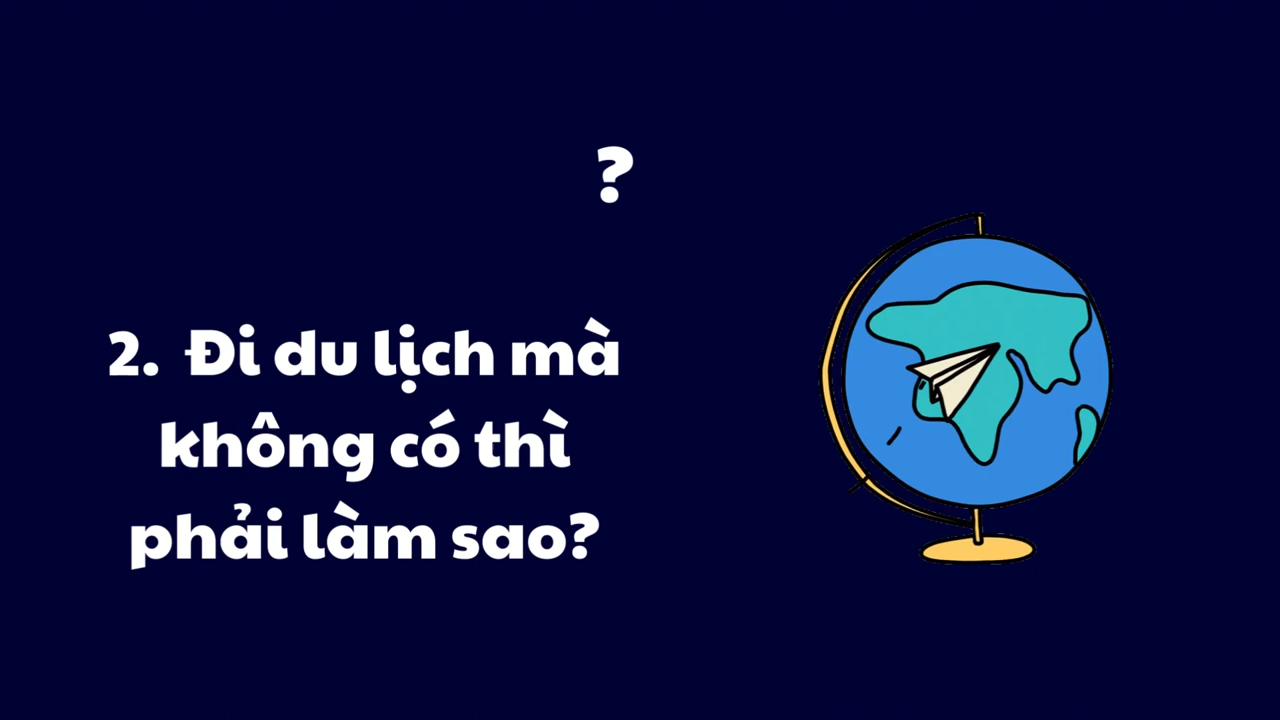 ?
2. Đi du lịch mà
không có thì
phải làm sao?